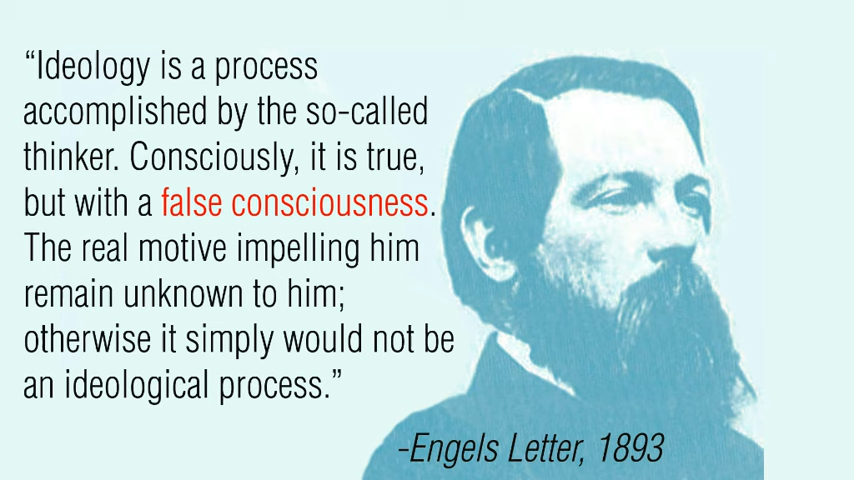 “Ideology is a process
accomplished by the so-called
thinker. Consciously, it is true,
but with a false consciousness.
The real motive impelling him
remain unknown to him;
otherwise it simply would not be
an ideological process.”
-Engels Letter, 1893